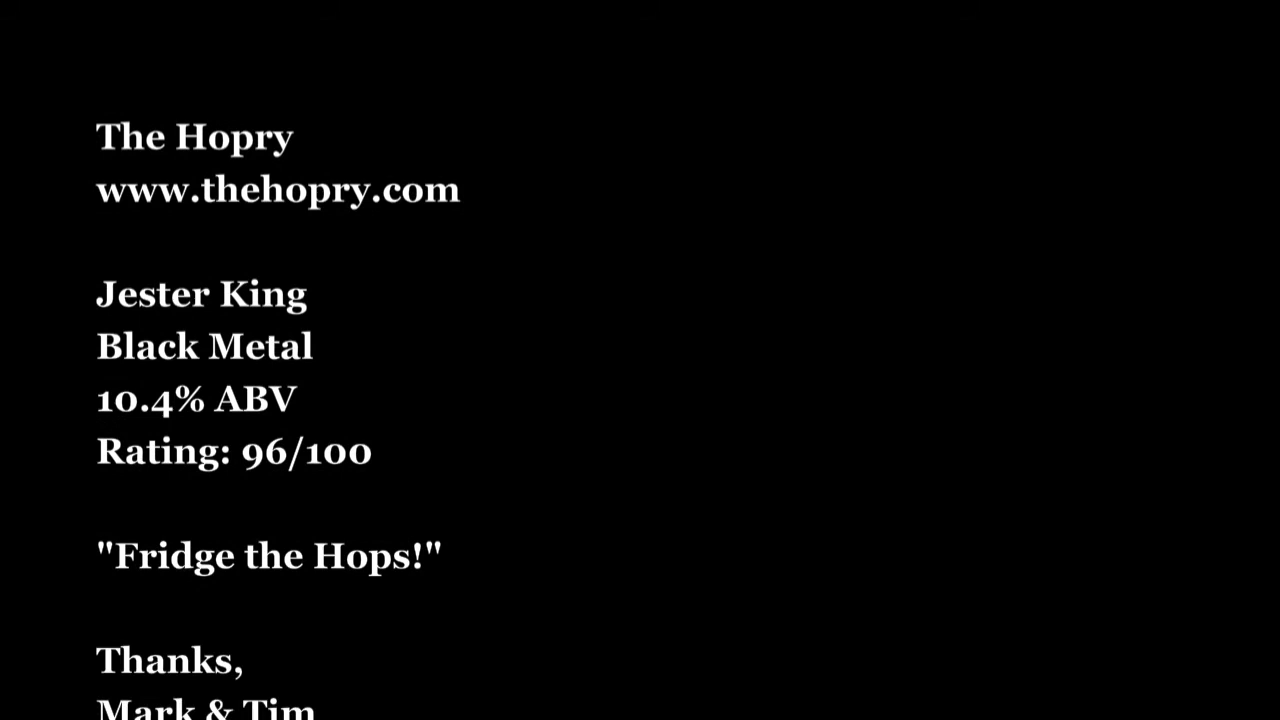 The Hopry
www.thehopry.com
Jester King
Black Metal
10.4% ABV
Rating: 96/100
"Fridge the Hops!"
Thanks,
Mark & Tim